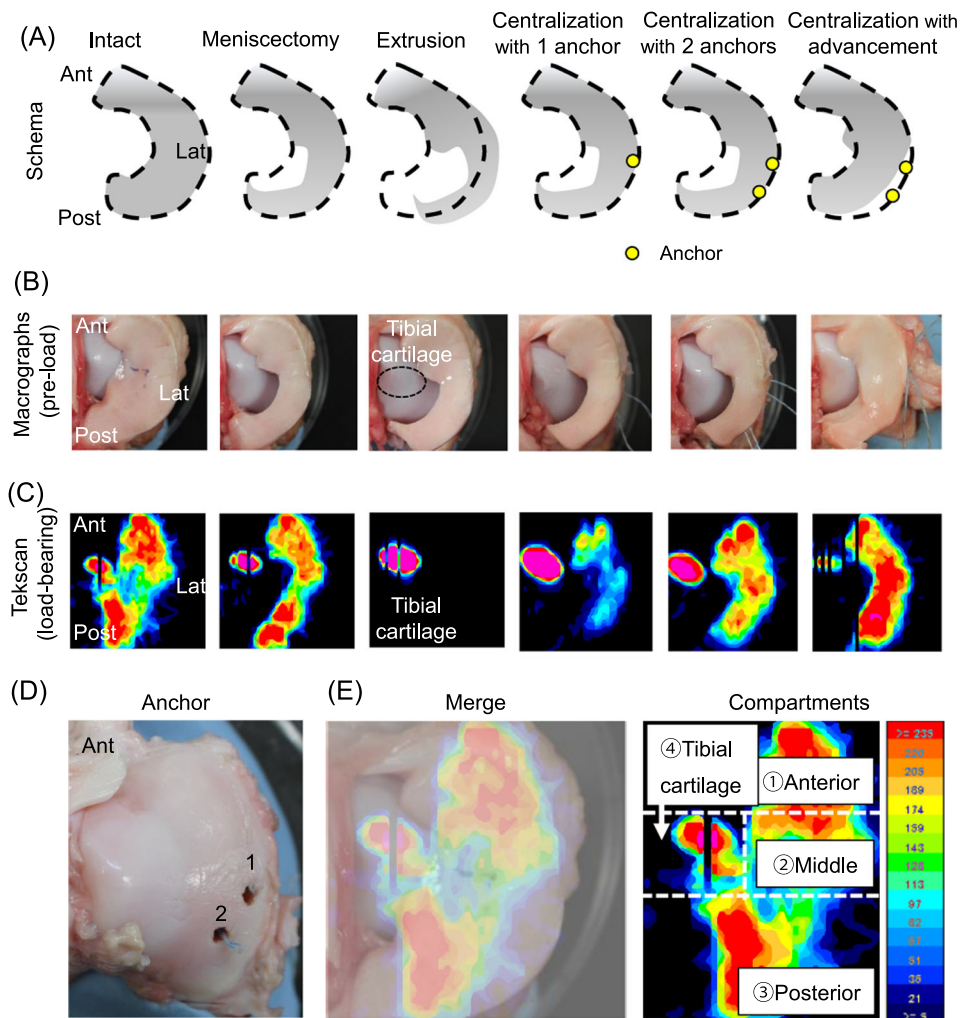 (A)
Intact
Meniscectomy
Extrusion
Centralization
with 1 anchor
Centralization
with 2 anchors
Centralization with
advancement
Schema
Ant
Lat
Post
Anchor
(B)
Macrographs
(pre-load)
Ant
Lat
Post
Tibial
cartilage
(C)
Tekscan
(load-bearing)
Ant
Lat
Post
Tibial
cartilage
(D)
Anchor
Ant
1
2
(E)
Merge
Compartments
④Tibial
cartilage
①Anterior
②Middle
③Posterior
>= 235
220
205
189
174
159
143
128
113
97
82
67
51
36
21